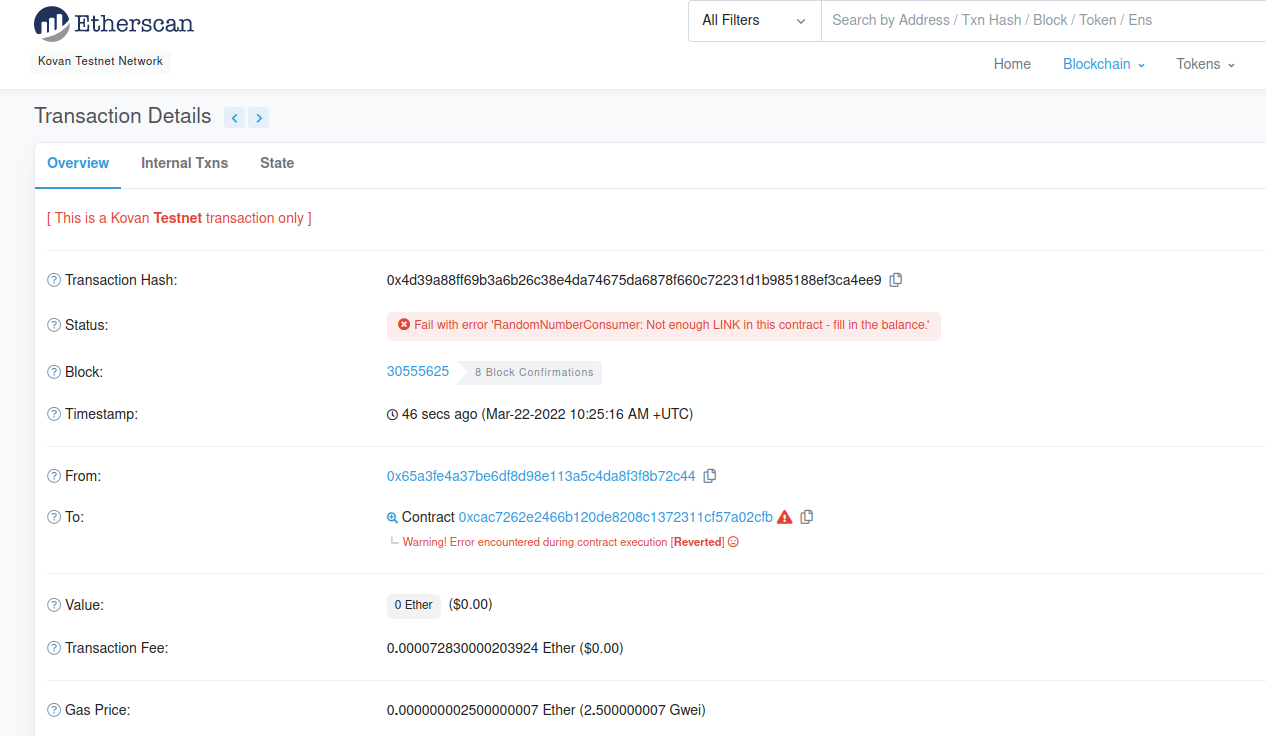 Etherscan
All Filters
Search by Address / Txn Hash / Block / Token / Ens
Kovan Testnet Network
Home Blockchain Tokens
Transaction Details
Overview Internal Txns State
[ This is a Kovan Testnet transaction only ]
Transaction Hash: 0x4d39a88ff69b3a6b26c38e4da74675da6878f660c72231d1b985188ef3ca4ee9
Status: Fail with error 'RandomNumberConsumer: Not enough LINK in this contract - fill in the balance.'
Block: 30555625 8 Block Confirmations
Timestamp: 46 secs ago (Mar-22-2022 10:25:16 AM +UTC)
From: 0x65a3fe4a37be6df8d98e113a5c4da8f3f8b72c44
To: Contract 0xcac7262e2466b120de8208c1372311cf57a02cfb
Warning! Error encountered during contract execution [Reverted]
Value: 0 Ether ($0.00)
Transaction Fee: 0.000072830000203924 Ether ($0.00)
Gas Price: 0.000000002500000007 Ether (2.500000007 Gwei)